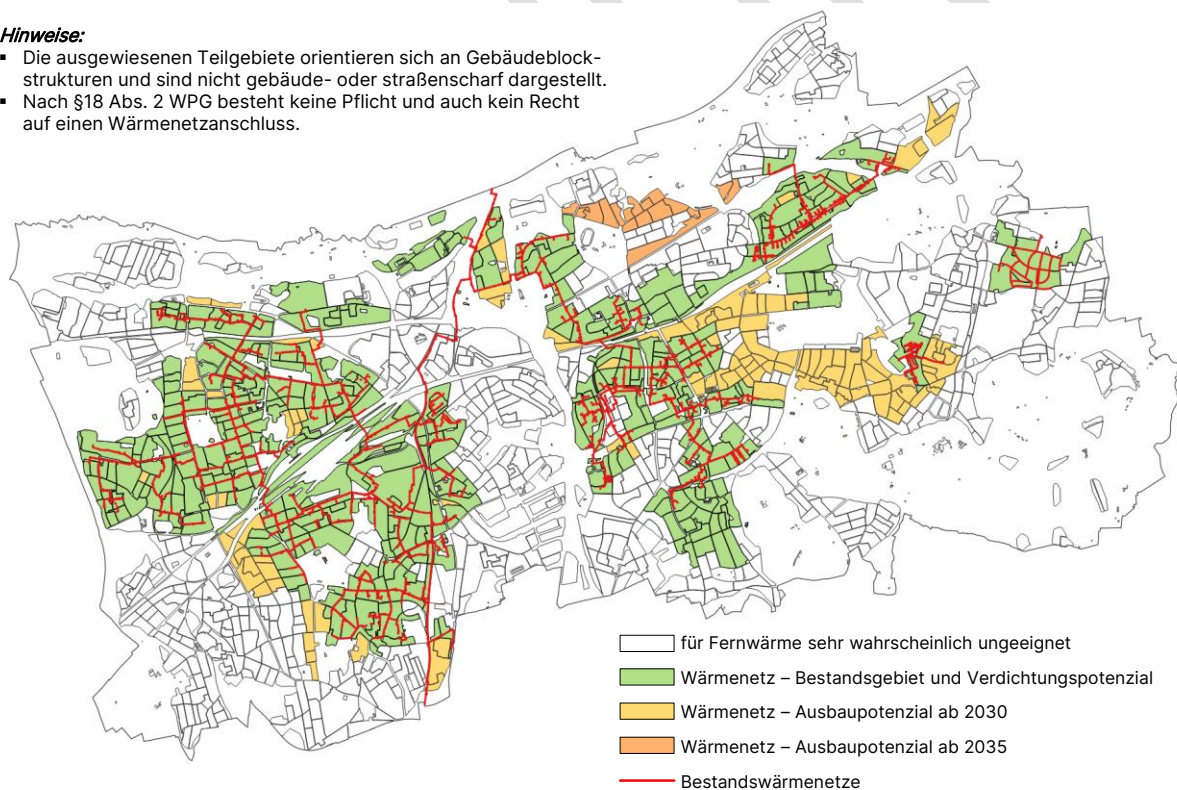 Hinweise:
▪ Die ausgewiesenen Teilgebiete orientieren sich an Gebäudeblock-
strukturen und sind nicht gebäude- oder straßenscharf dargestellt.
▪ Nach §18 Abs. 2 WPG besteht keine Pflicht und auch kein Recht
auf einen Wärmenetzanschluss.
für Fernwärme sehr wahrscheinlich ungeeignet
Wärmenetz – Bestandsgebiet und Verdichtungspotenzial
Wärmenetz – Ausbaupotenzial ab 2030
Wärmenetz – Ausbaupotenzial ab 2035
Bestandswärmenetze